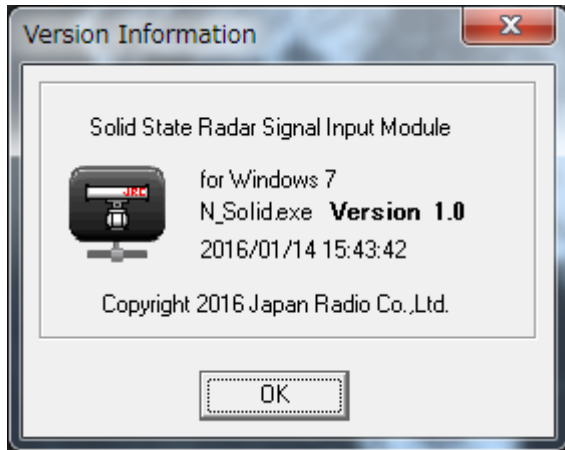 Version Information
Solid State Radar Signal Input Module
JRC
for Windows 7
N_Solid.exe Version 1.0
2016/01/14 15:43:42
Copyright 2016 Japan Radio Co.,Ltd.
OK